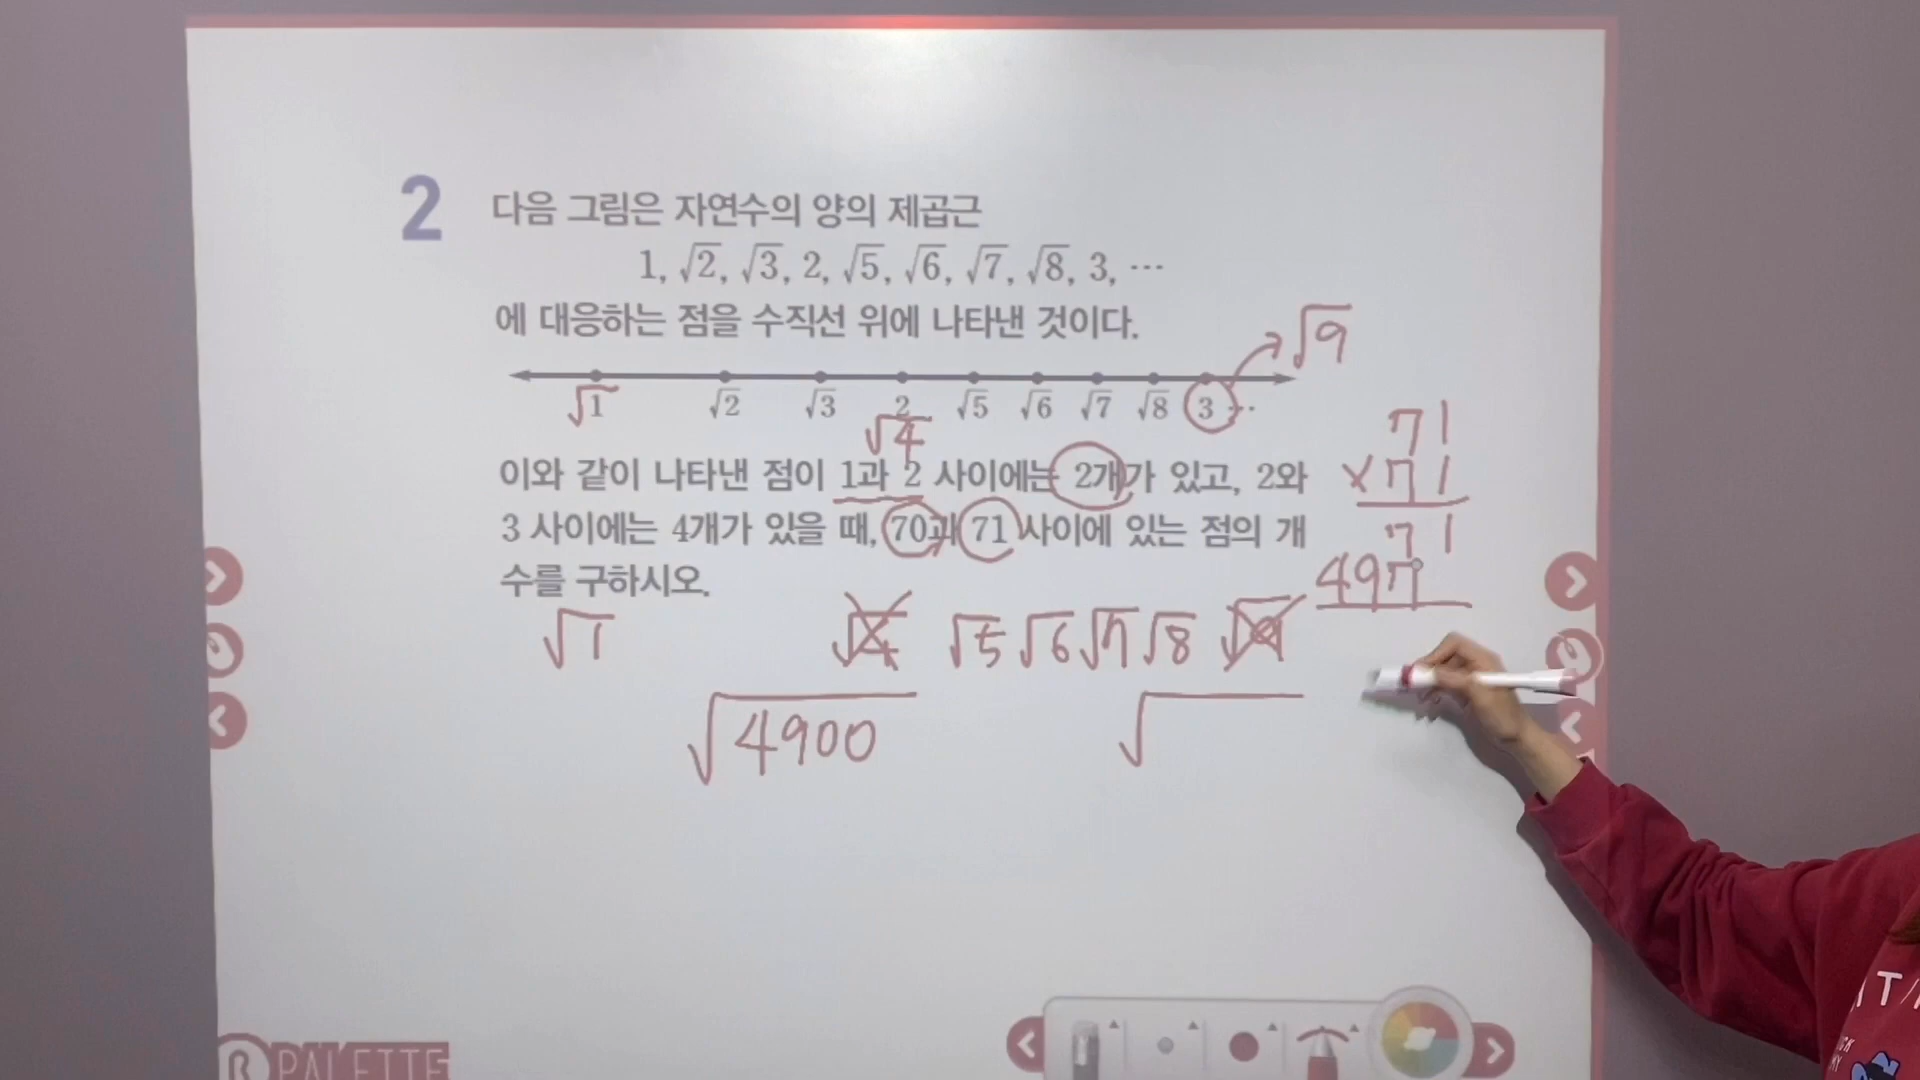 2 다음 그림은 자연수의 양의 제곱근
1, √2, √3, 2, √5, √6, √7, √8, 3, …
에 대응하는 점을 수직선 위에 나타낸 것이다.
√9
√1 √2 √3 2 √5 √6 √7 √8 3 …
√4
이와 같이 나타낸 점이 1과 2 사이에는 2개가 있고, 2와
3 사이에는 4개가 있을 때, 70과 71 사이에 있는 점의 개
수를 구하시오.
71
×71
71
497
√1 √4 √5 √6 √7 √8 √9
√4900 √
PALETTE